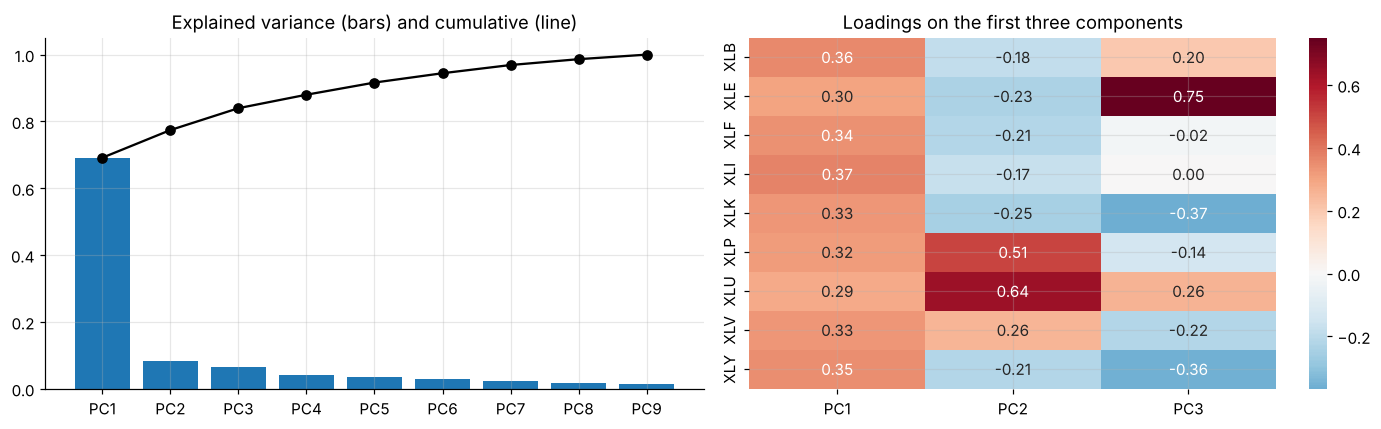 Explained variance (bars) and cumulative (line)
1.0
0.8
0.6
0.4
0.2
0.0
PC1 PC2 PC3 PC4 PC5 PC6 PC7 PC8 PC9
Loadings on the first three components
XLB 0.36 -0.18 0.20
XLE 0.30 -0.23 0.75
XLF 0.34 -0.21 -0.02
XLI 0.37 -0.17 0.00
XLK 0.33 -0.25 -0.37
XLP 0.32 0.51 -0.14
XLU 0.29 0.64 0.26
XLV 0.33 0.26 -0.22
XLY 0.35 -0.21 -0.36
PC1 PC2 PC3
0.6
0.4
0.2
0.0
−0.2